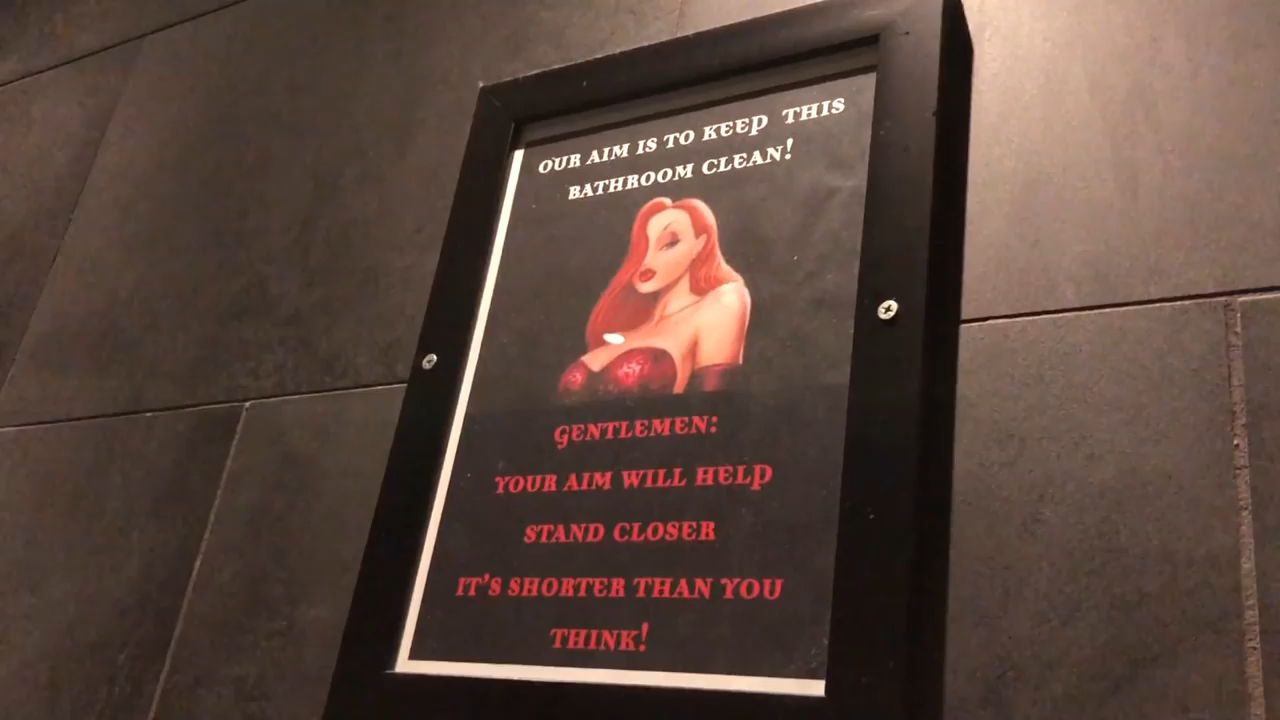 OUR AIM IS TO KEEP THIS
BATHROOM CLEAN!
GENTLEMEN:
YOUR AIM WILL HELP
STAND CLOSER
IT'S SHORTER THAN YOU
THINK!